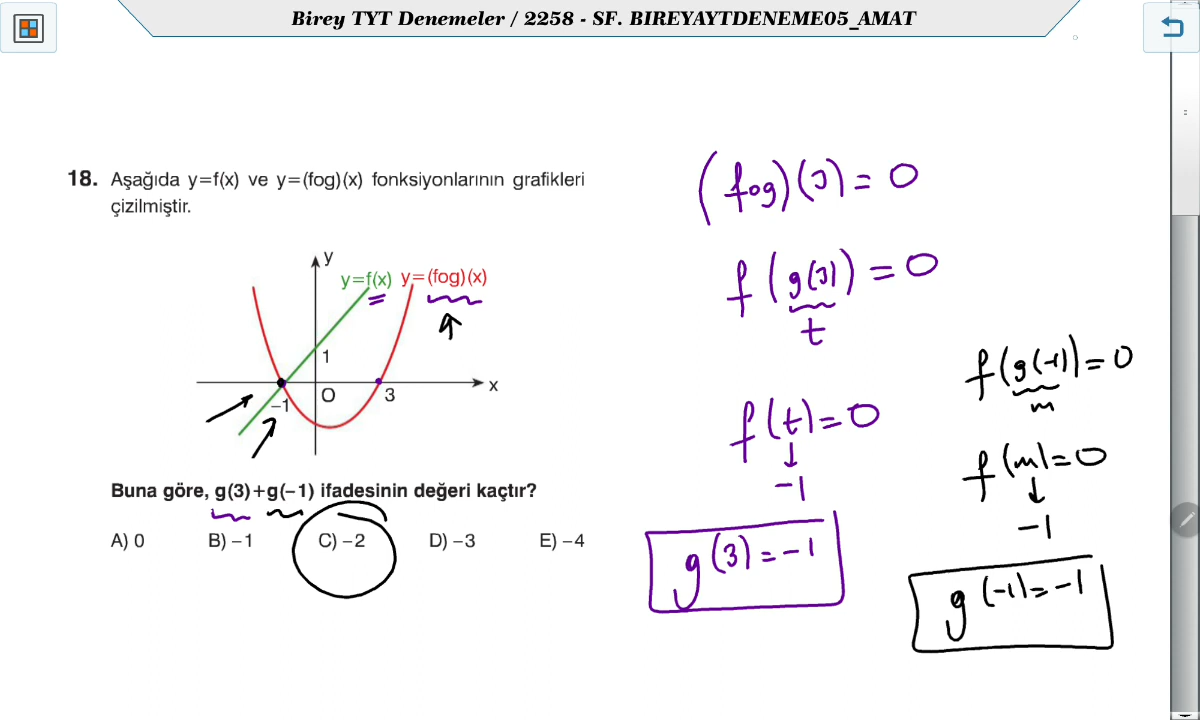 Birey TYT Denemeler / 2258 - SF. BIREYAYTDENEME05_AMAT
18. Aşağıda y=f(x) ve y=(fog)(x) fonksiyonlarının grafikleri
çizilmiştir.
y
y=f(x) y=(fog)(x)
1
x
O
-1
3
Buna göre, g(3)+g(−1) ifadesinin değeri kaçtır?
A) 0 B) −1 C) −2 D) −3 E) −4
(fog)(3) = 0
f(g(3)) = 0
t
f(t) = 0
-1
g(3) = -1
f(g(-1)) = 0
m
f(m) = 0
-1
g(-1) = -1